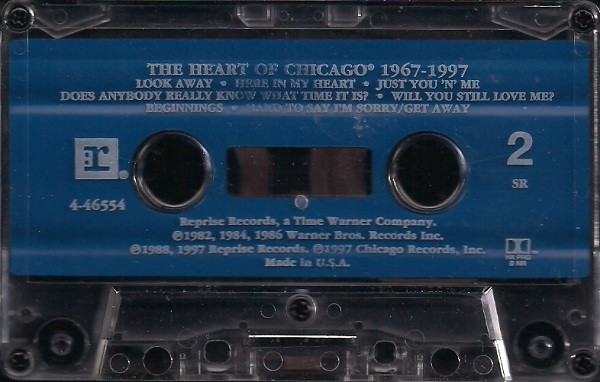 THE HEART OF CHICAGO® 1967-1997
LOOK AWAY • HERE IN MY HEART • JUST YOU 'N' ME
DOES ANYBODY REALLY KNOW WHAT TIME IT IS? • WILL YOU STILL LOVE ME?
BEGINNINGS • HARD TO SAY I'M SORRY/GET AWAY
r®
2
SR
4-46554
Reprise Records, a Time Warner Company.
℗1982, 1984, 1986 Warner Bros. Records Inc.
℗1988, 1997 Reprise Records. ℗1997 Chicago Records, Inc.
Made in U.S.A.
HX PRO
B NR